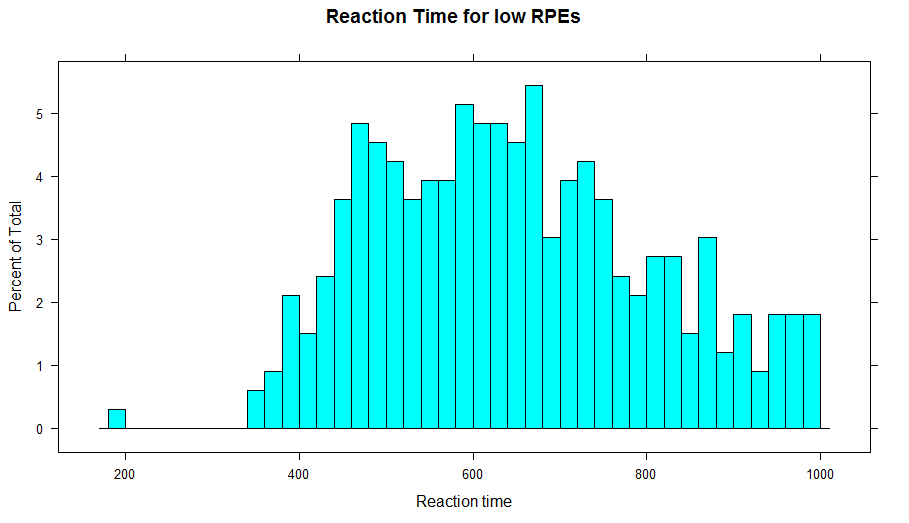 Reaction Time for low RPEs
5
4
3
2
1
0
Percent of Total
200 400 600 800 1000
Reaction time